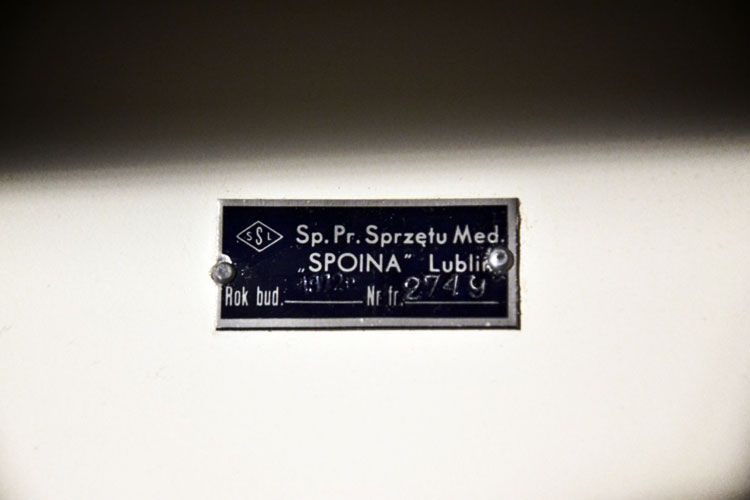 SSL
Sp. Pr. Sprzętu Med.
„SPOINA” Lublin
Rok bud. Nr fr. 2749